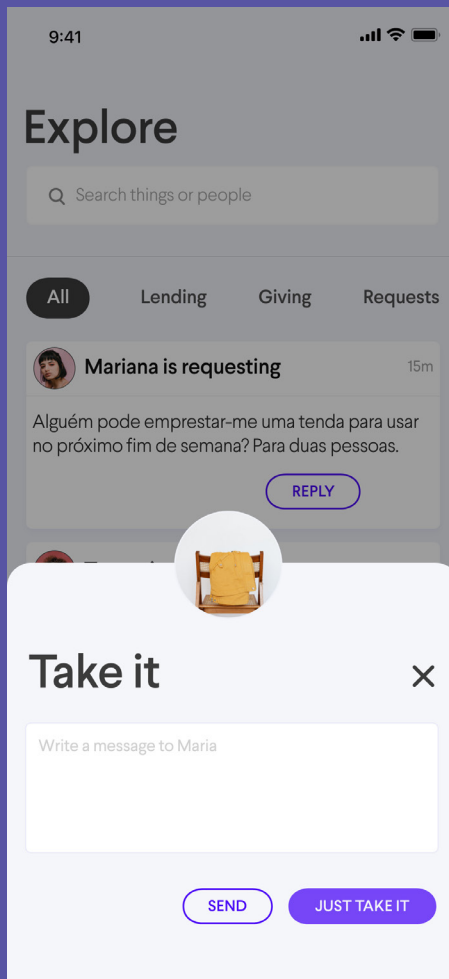 9:41
Explore
Search things or people
All Lending Giving Requests
Mariana is requesting 15m
Alguém pode emprestar-me uma tenda para usar
no próximo fim de semana? Para duas pessoas.
REPLY
Take it
Write a message to Maria
SEND JUST TAKE IT